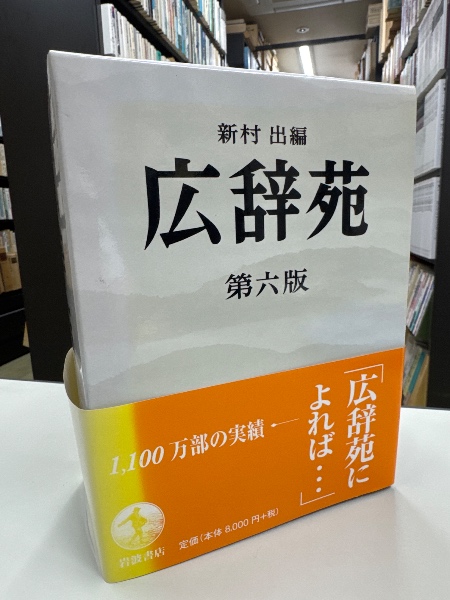 新村 出編
広辞苑
第六版
「広辞苑に
よれば…」
1,100万部の実績
岩波書店
定価(本体8,000円+税)